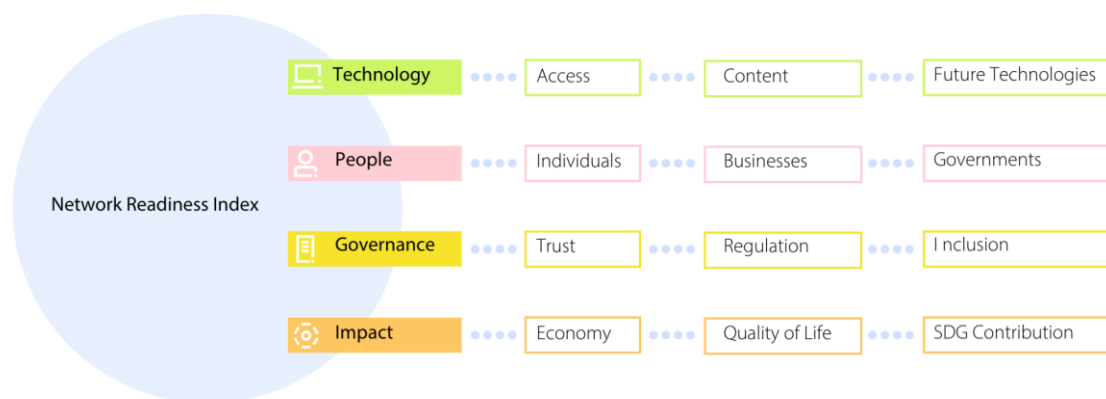 Technology
Access
Content
Future Technologies
People
Individuals
Businesses
Governments
Network Readiness Index
Governance
Trust
Regulation
I nclusion
Impact
Economy
Quality of Life
SDG Contribution